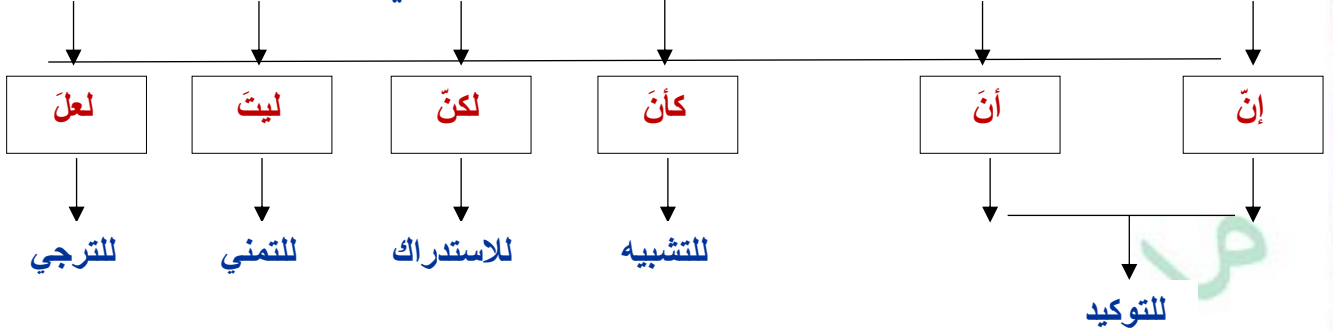 إنّ أنَ كأنَ لكنّ ليتَ لعلَ
للتشبيه للاستدراك للتمني للترجي
للتوكيد